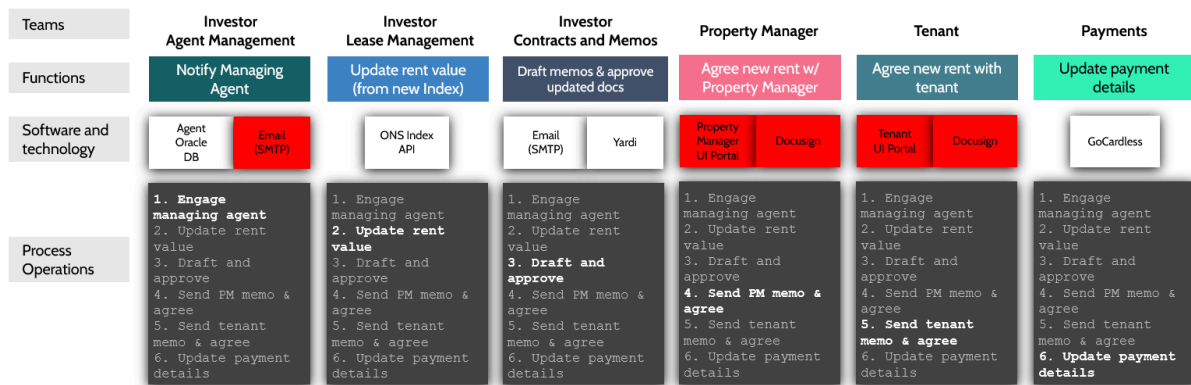 Teams
Investor
Agent Management
Investor
Lease Management
Investor
Contracts and Memos
Property Manager
Tenant
Payments
Functions
Notify Managing
Agent
Update rent value
(from new Index)
Draft memos & approve
updated docs
Agree new rent w/
Property Manager
Agree new rent with
tenant
Update payment
details
Software and
technology
Agent
Oracle
DB
Email
(SMTP)
ONS Index
API
Email
(SMTP)
Yardi
Property
Manager
UI Portal
Docusign
Tenant
UI Portal
Docusign
GoCardless
Process
Operations
1. Engage
managing agent
2. Update rent
value
3. Draft and
approve
4. Send PM memo &
agree
5. Send tenant
memo & agree
6. Update payment
details
1. Engage
managing agent
2. Update rent
value
3. Draft and
approve
4. Send PM memo &
agree
5. Send tenant
memo & agree
6. Update payment
details
1. Engage
managing agent
2. Update rent
value
3. Draft and
approve
4. Send PM memo &
agree
5. Send tenant
memo & agree
6. Update payment
details
1. Engage
managing agent
2. Update rent
value
3. Draft and
approve
4. Send PM memo &
agree
5. Send tenant
memo & agree
6. Update payment
details
1. Engage
managing agent
2. Update rent
value
3. Draft and
approve
4. Send PM memo &
agree
5. Send tenant
memo & agree
6. Update payment
details
1. Engage
managing agent
2. Update rent
value
3. Draft and
approve
4. Send PM memo &
agree
5. Send tenant
memo & agree
6. Update payment
details